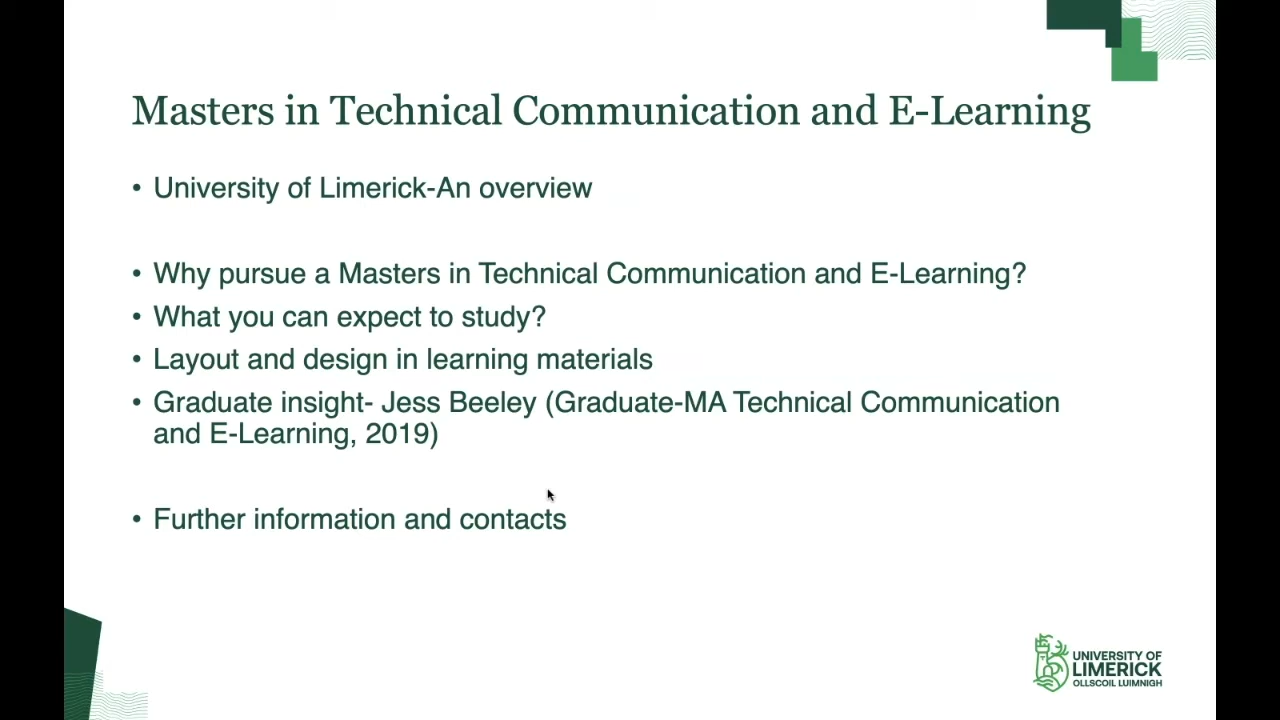 Masters in Technical Communication and E-Learning
• University of Limerick-An overview
• Why pursue a Masters in Technical Communication and E-Learning?
• What you can expect to study?
• Layout and design in learning materials
• Graduate insight- Jess Beeley (Graduate-MA Technical Communication
and E-Learning, 2019)
• Further information and contacts
UNIVERSITY OF
LIMERICK
OLLSCOIL LUIMNIGH